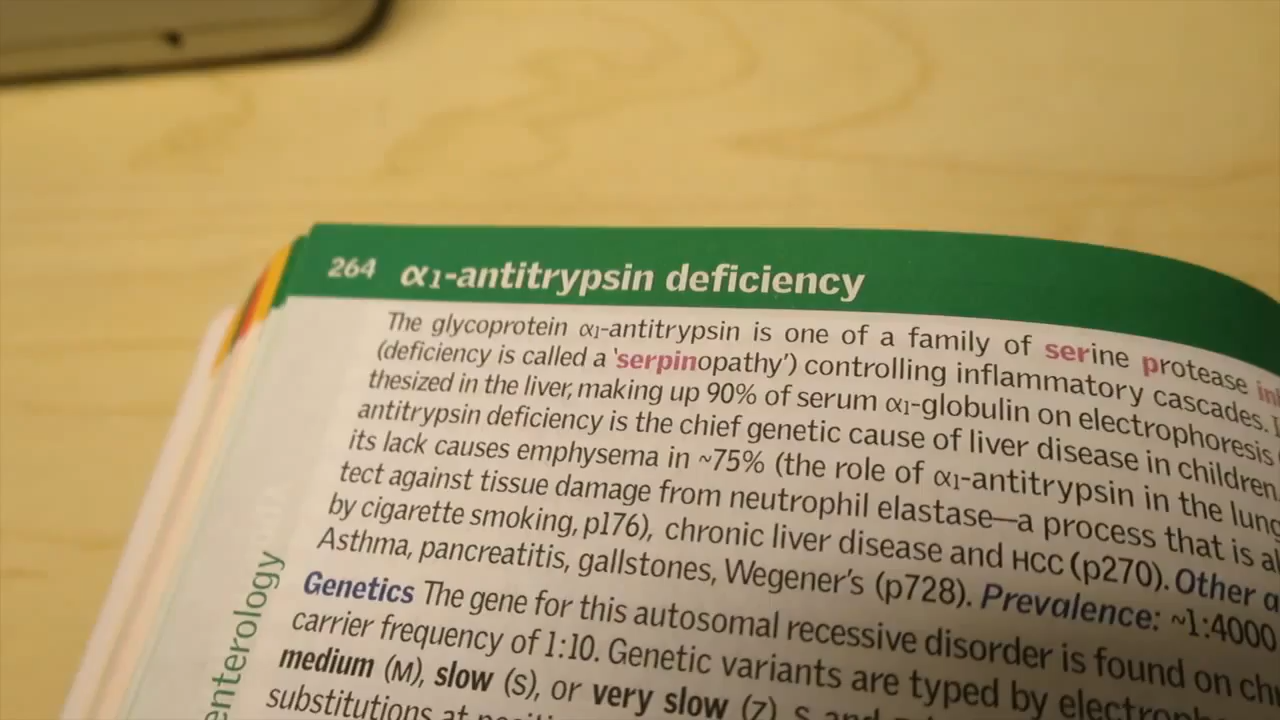 264 α1-antitrypsin deficiency
The glycoprotein α1-antitrypsin is one of a family of serine protease
(deficiency is called a 'serpinopathy') controlling inflammatory cascades.
thesized in the liver, making up 90% of serum α1-globulin on electrophoresis
antitrypsin deficiency is the chief genetic cause of liver disease in children
its lack causes emphysema in ~75% (the role of α1-antitrypsin in the lung
tect against tissue damage from neutrophil elastase—a process that is
by cigarette smoking, p176), chronic liver disease and HCC (p270). Other
Asthma, pancreatitis, gallstones, Wegener's (p728). Prevalence: ~1:4000
Genetics The gene for this autosomal recessive disorder is found on
carrier frequency of 1:10. Genetic variants are typed by
medium (M), slow (S), or very slow (Z). S and
substitutions at
enterology